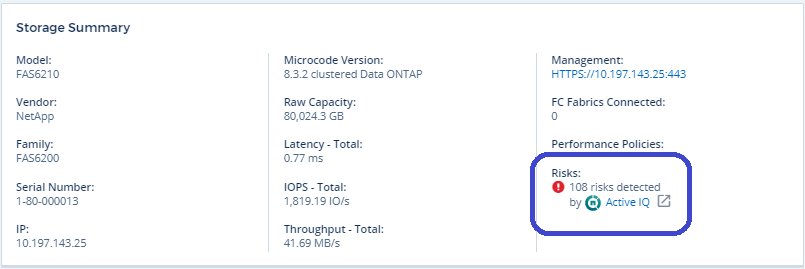 Storage Summary
Model:
FAS6210
Vendor:
NetApp
Family:
FAS6200
Serial Number:
1-80-000013
IP:
10.197.143.25
Microcode Version:
8.3.2 clustered Data ONTAP
Raw Capacity:
80,024.3 GB
Latency - Total:
0.77 ms
IOPS - Total:
1,819.19 IO/s
Throughput - Total:
41.69 MB/s
Management:
HTTPS://10.197.143.25:443
FC Fabrics Connected:
0
Performance Policies:
Risks:
108 risks detected
by Active IQ